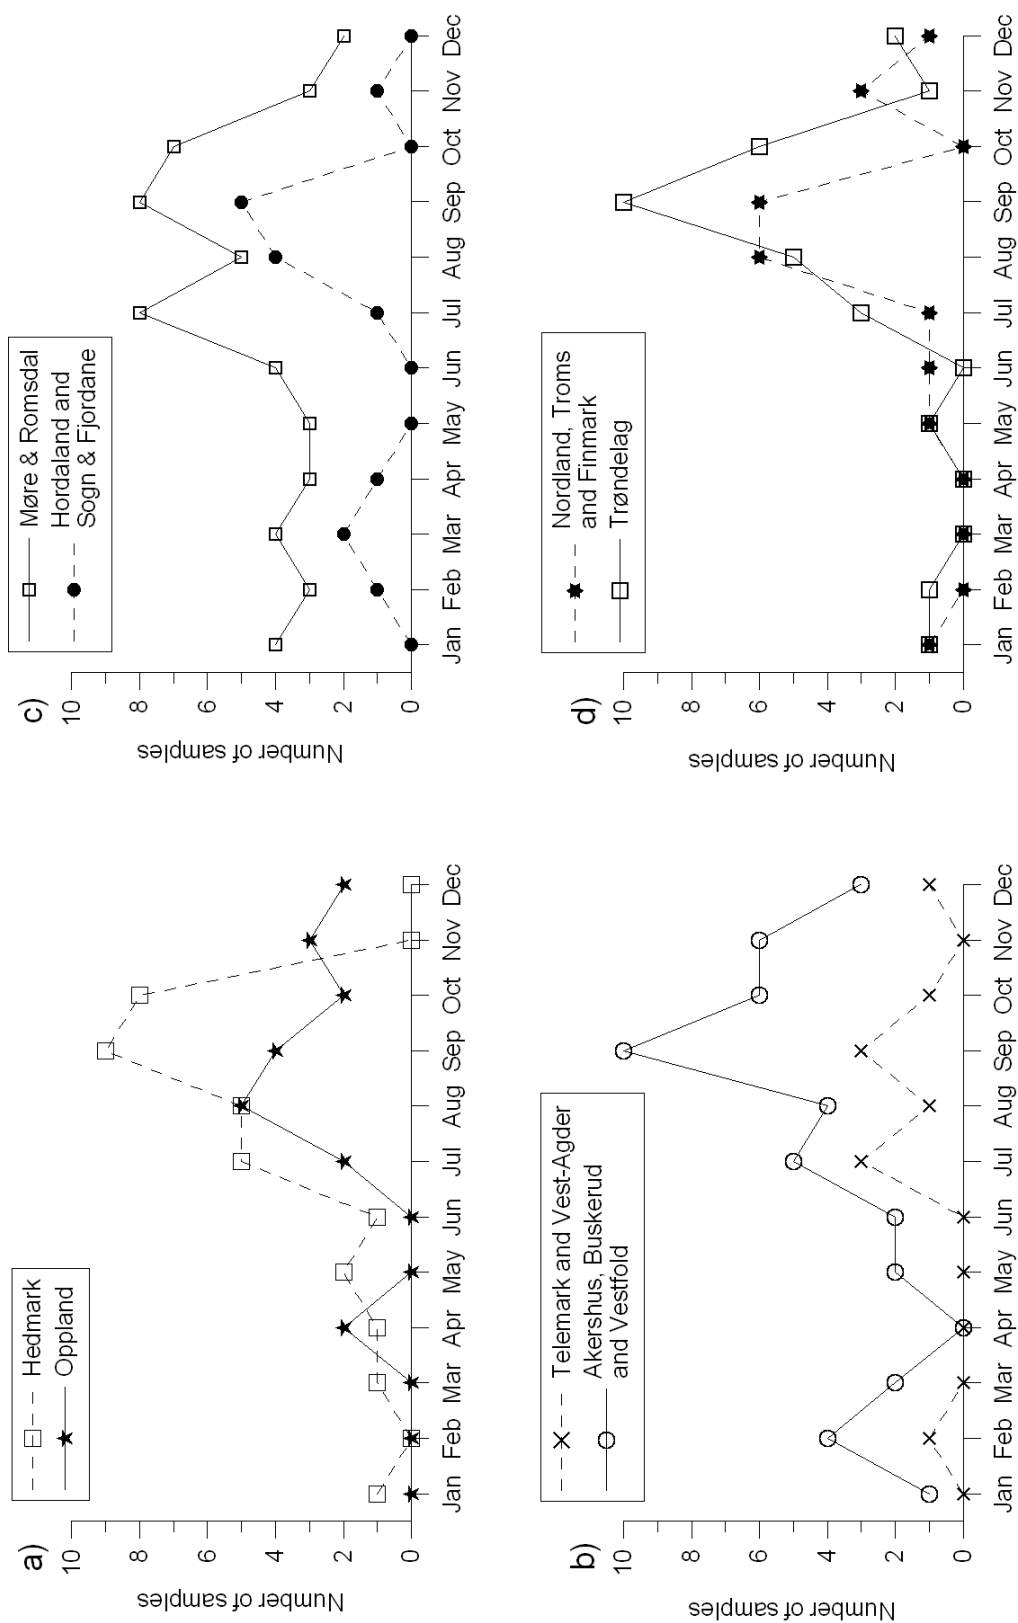 a)
Hedmark
Oppland
Number of samples
10
8
6
4
2
0
Jan Feb Mar Apr May Jun Jul Aug Sep Oct Nov Dec
c)
Møre & Romsdal
Hordaland and
Sogn & Fjordane
Number of samples
10
8
6
4
2
0
Jan Feb Mar Apr May Jun Jul Aug Sep Oct Nov Dec
b)
Telemark and Vest-Agder
Akershus, Buskerud
and Vestfold
Number of samples
10
8
6
4
2
0
Jan Feb Mar Apr May Jun Jul Aug Sep Oct Nov Dec
d)
Nordland, Troms
and Finmark
Trøndelag
Number of samples
10
8
6
4
2
0
Jan Feb Mar Apr May Jun Jul Aug Sep Oct Nov Dec